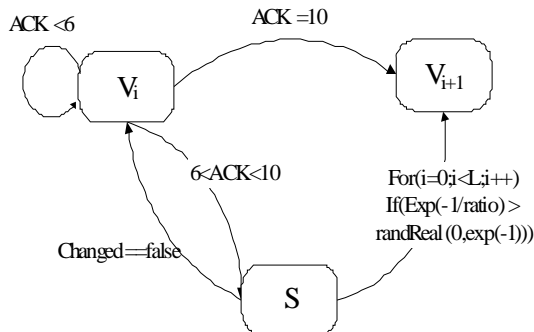 ACK <6
ACK =10
Vi
Vi+1
6<ACK<10
For(i=0;i<L;i++)
If(Exp(-1/ratio) >
randReal (0,exp(-1)))
Changed==false
S